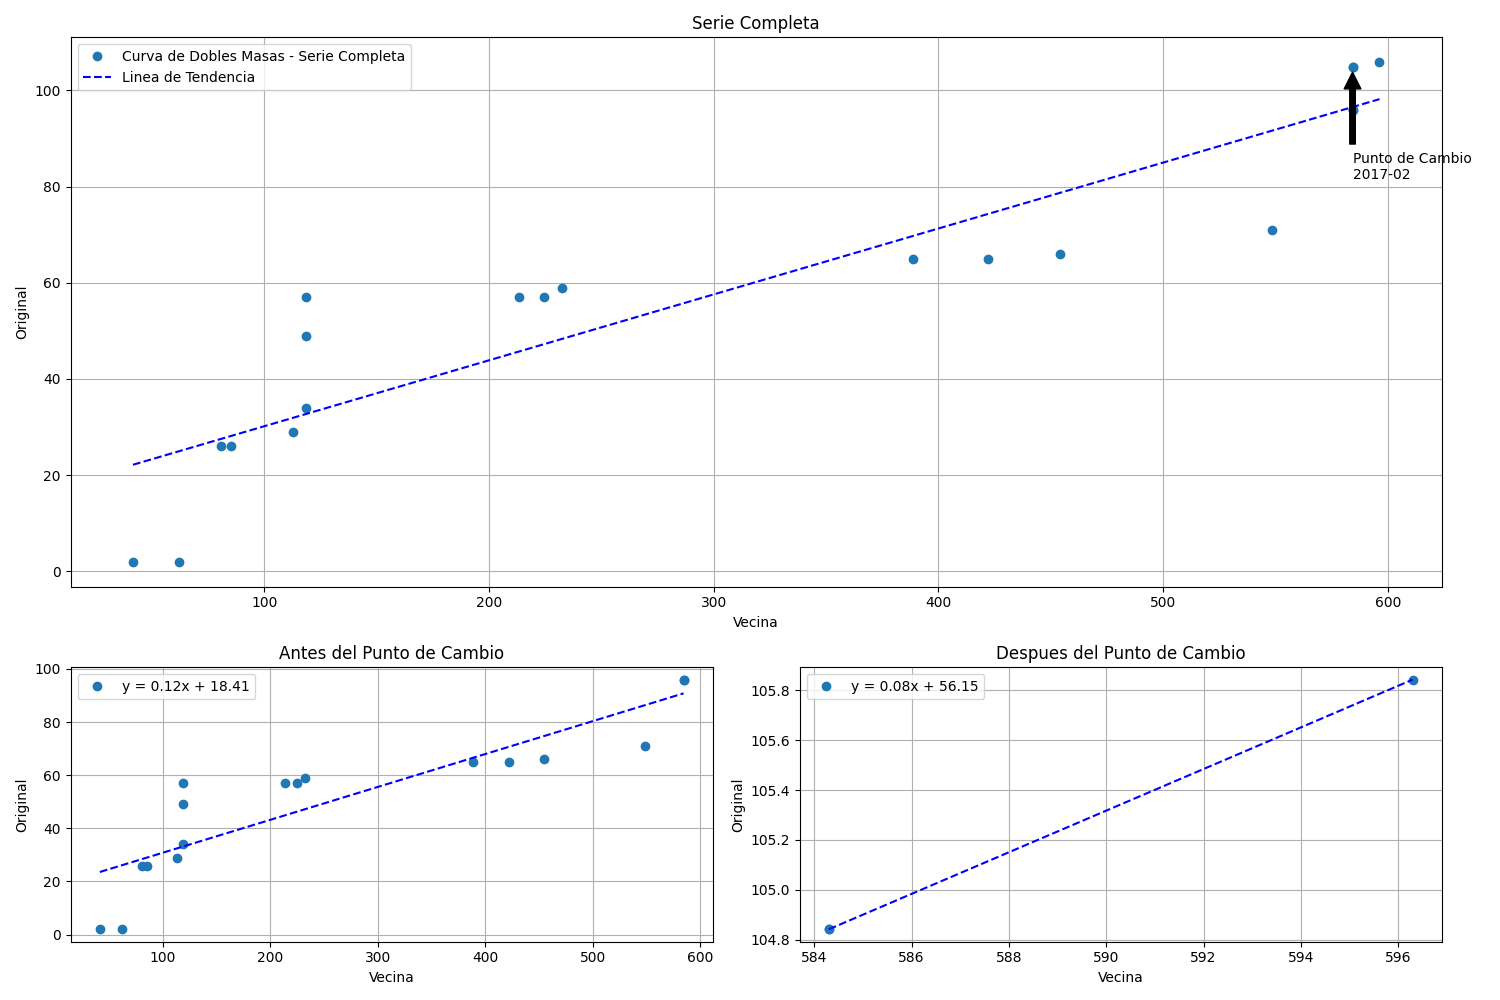 Serie Completa
Curva de Dobles Masas - Serie Completa
Linea de Tendencia
Original
100
80
60
40
20
0
Punto de Cambio
2017-02
100
200
300
400
500
600
Vecina
Antes del Punto de Cambio
y = 0.12x + 18.41
Original
100
80
60
40
20
0
100
200
300
400
500
600
Vecina
Despues del Punto de Cambio
y = 0.08x + 56.15
Original
105.8
105.6
105.4
105.2
105.0
104.8
584
586
588
590
592
594
596
Vecina